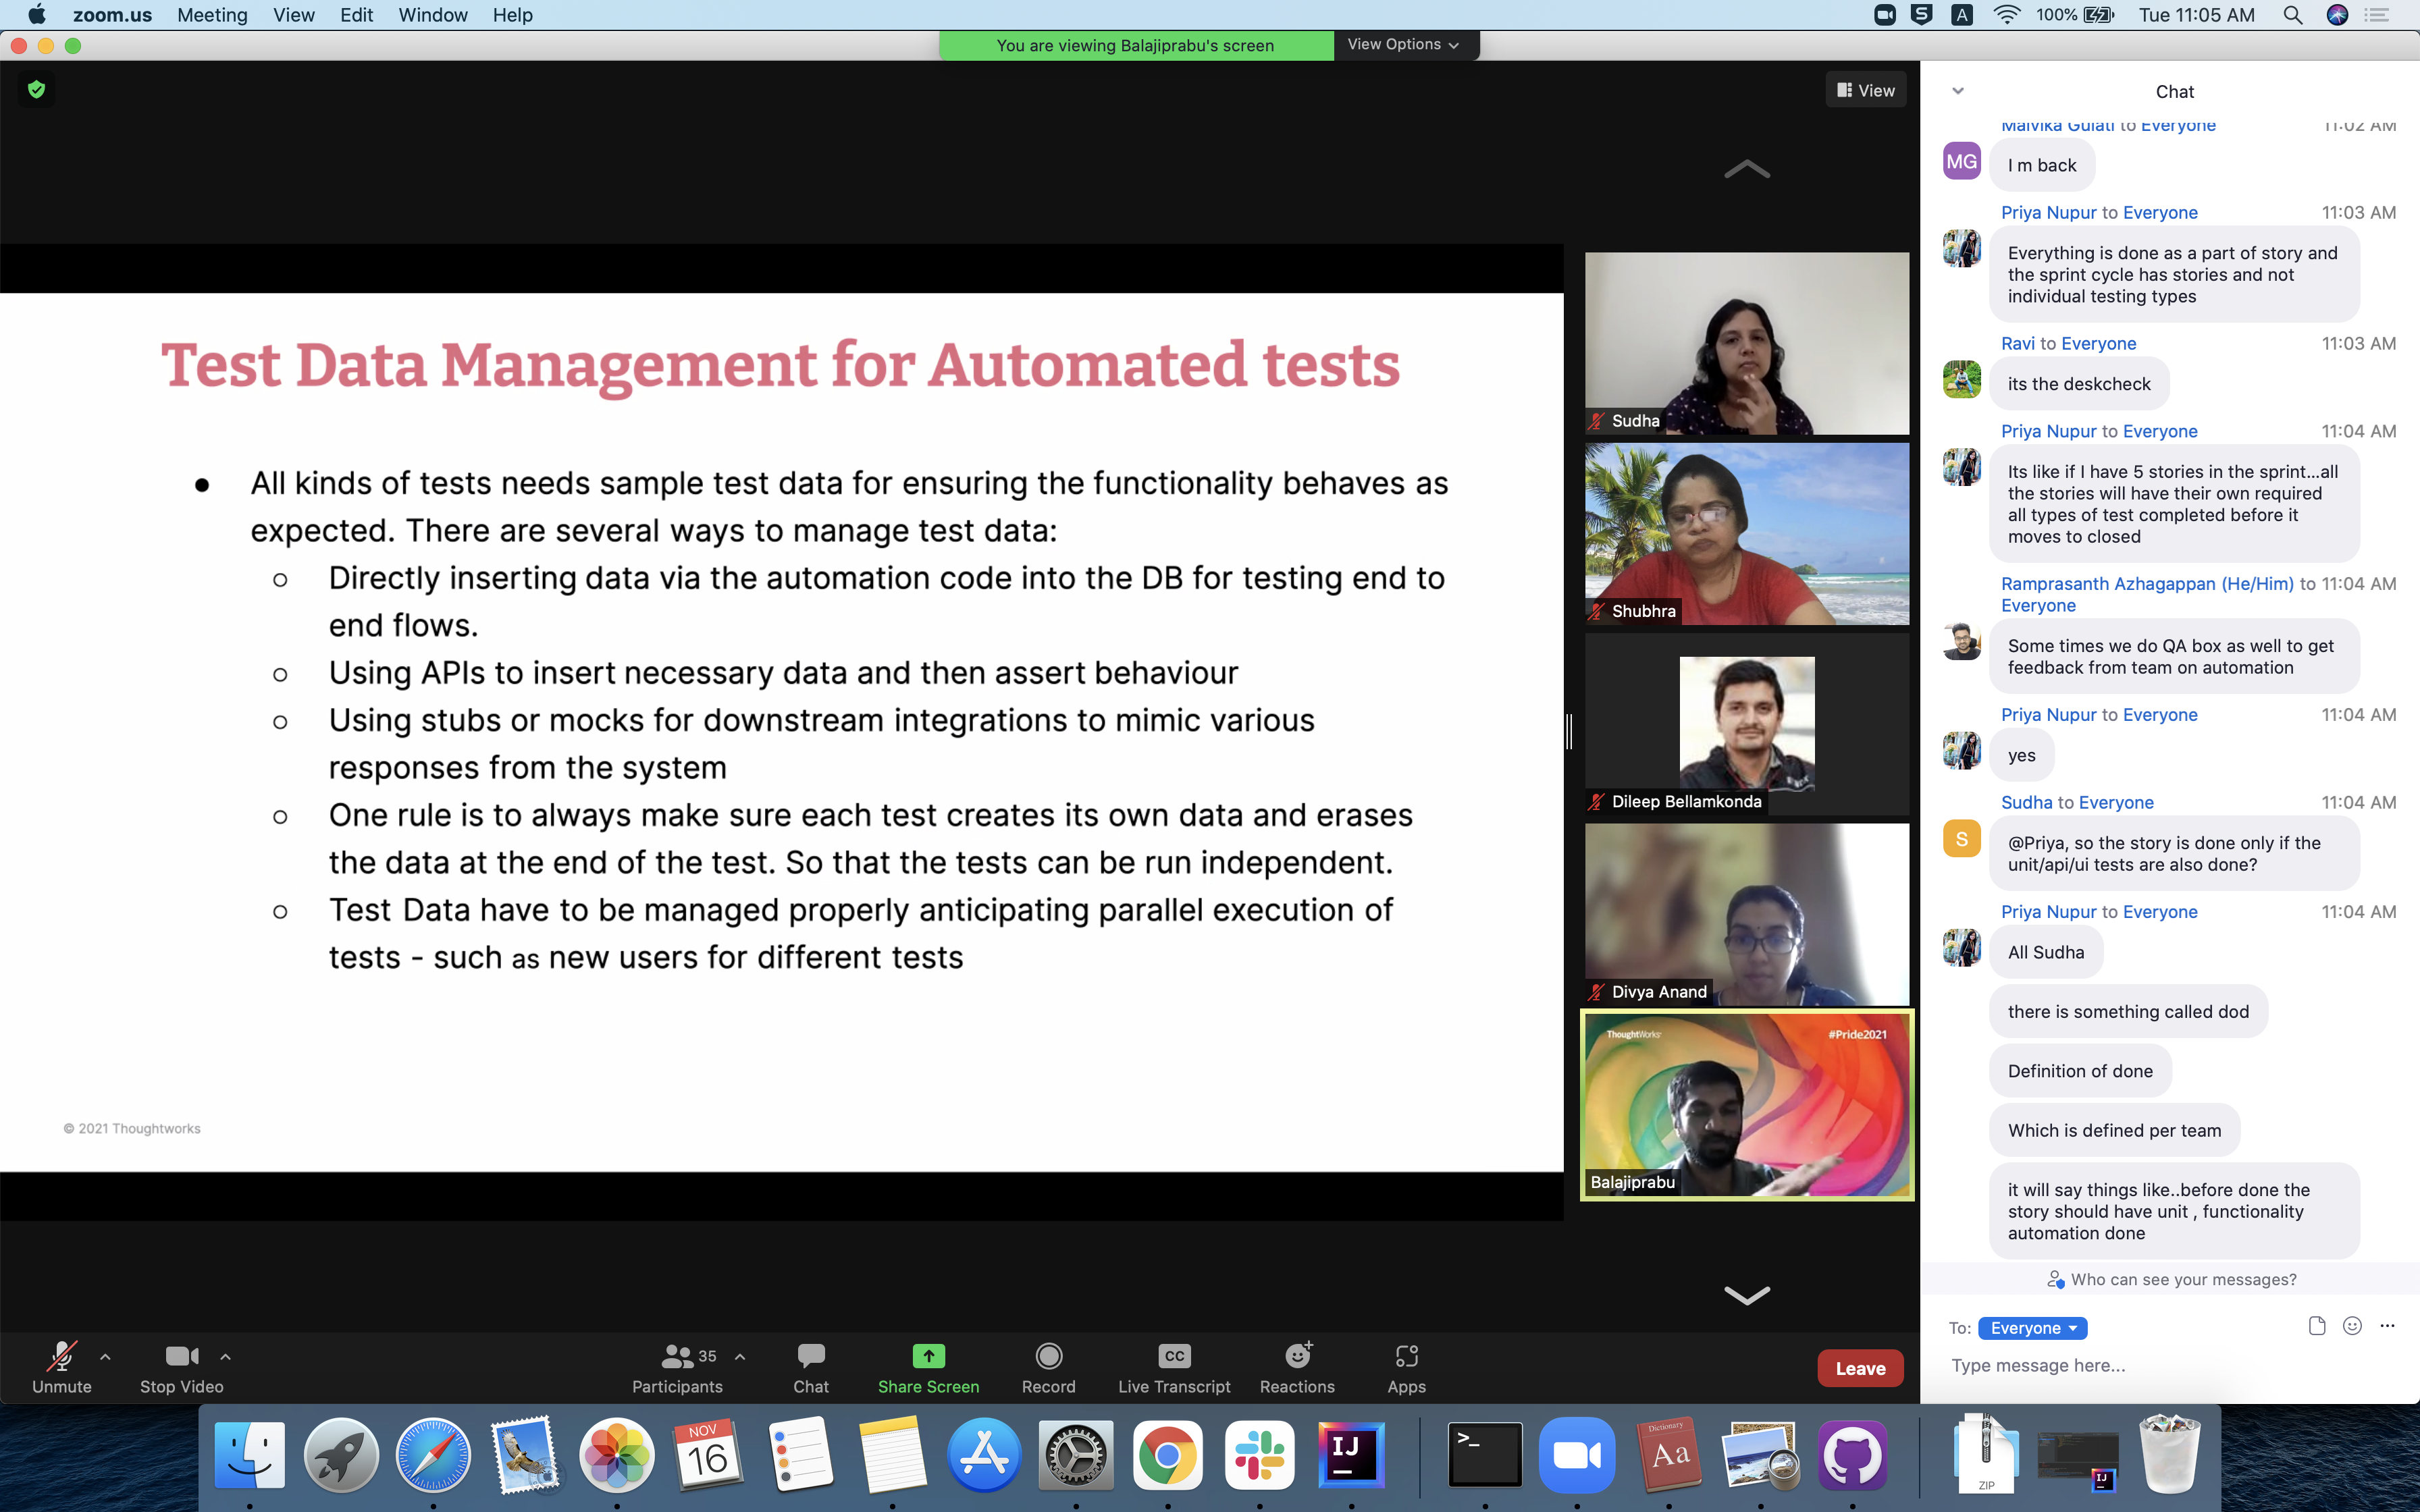 zoom.us Meeting View Edit Window Help
100% Tue 11:05 AM
You are viewing Balajiprabu's screen View Options
View
Test Data Management for Automated tests
● All kinds of tests needs sample test data for ensuring the functionality behaves as
expected. There are several ways to manage test data:
○ Directly inserting data via the automation code into the DB for testing end to
end flows.
○ Using APIs to insert necessary data and then assert behaviour
○ Using stubs or mocks for downstream integrations to mimic various
responses from the system
○ One rule is to always make sure each test creates its own data and erases
the data at the end of the test. So that the tests can be run independent.
○ Test Data have to be managed properly anticipating parallel execution of
tests - such as new users for different tests
© 2021 Thoughtworks
Sudha
Shubhra
Dileep Bellamkonda
Divya Anand
ThoughtWorks #Pride2021
Balajiprabu
Chat
Malvika Gulati to Everyone 11:02 AM
MG
I m back
Priya Nupur to Everyone 11:03 AM
Everything is done as a part of story and
the sprint cycle has stories and not
individual testing types
Ravi to Everyone 11:03 AM
its the deskcheck
Priya Nupur to Everyone 11:04 AM
Its like if I have 5 stories in the sprint...all
the stories will have their own required
all types of test completed before it
moves to closed
Ramprasanth Azhagappan (He/Him) to 11:04 AM
Everyone
Some times we do QA box as well to get
feedback from team on automation
Priya Nupur to Everyone 11:04 AM
yes
Sudha to Everyone 11:04 AM
S
@Priya, so the story is done only if the
unit/api/ui tests are also done?
Priya Nupur to Everyone 11:04 AM
All Sudha
there is something called dod
Definition of done
Which is defined per team
it will say things like..before done the
story should have unit , functionality
automation done
Who can see your messages?
To: Everyone
Type message here...
Unmute
Stop Video
35
Participants
Chat
Share Screen
Record
CC
Live Transcript
Reactions
Apps
Leave
NOV
16
IJ
>_
Dictionary
Aa
ZIP
IJ